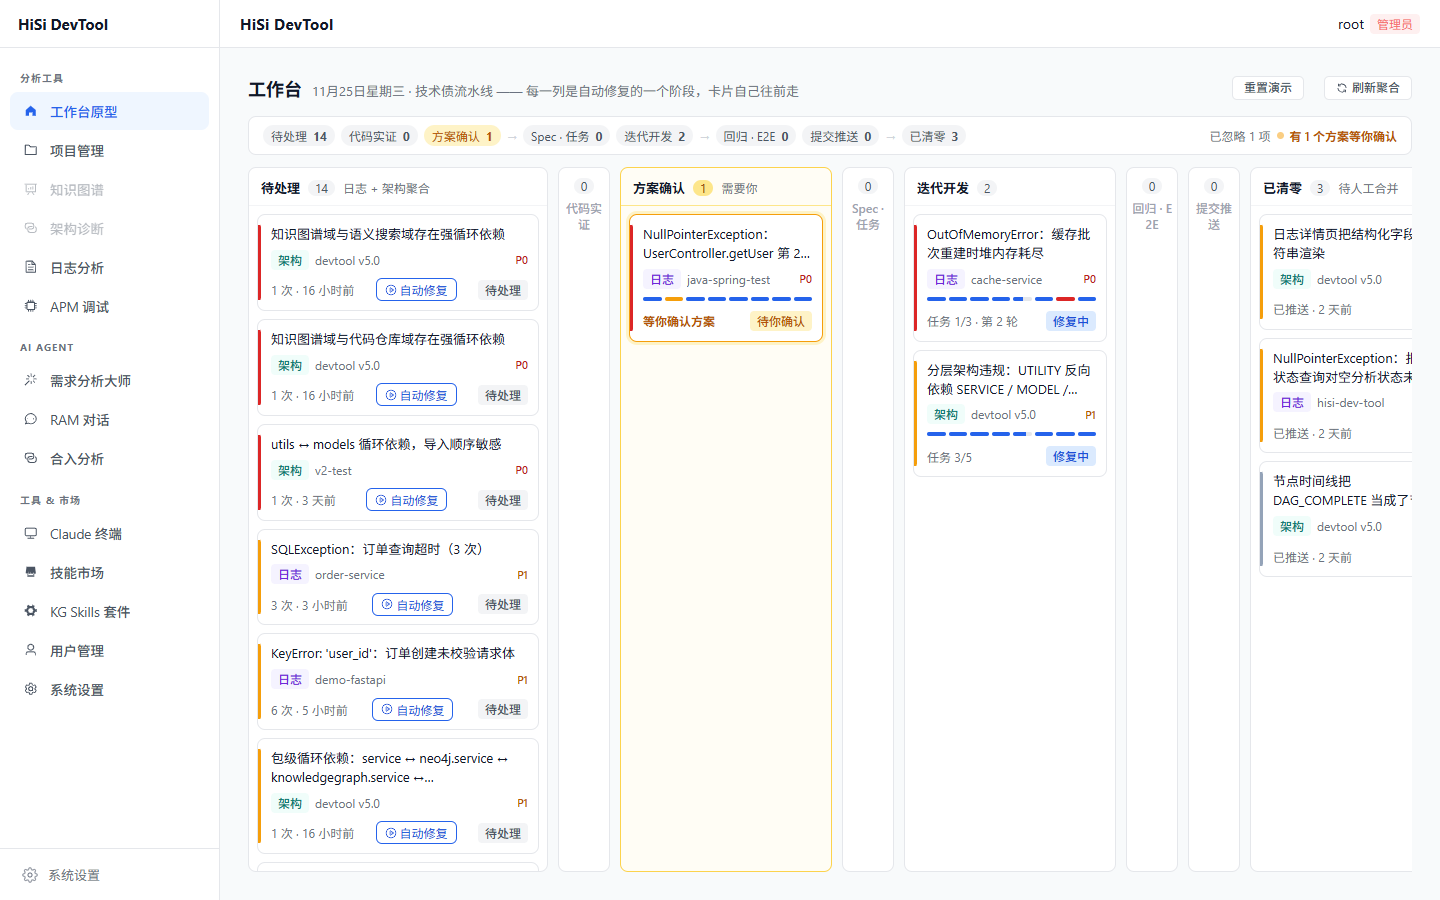 HiSi DevTool
HiSi DevTool
root 管理员
分析工具
工作台原型
项目管理
知识图谱
架构诊断
日志分析
APM 调试
AI AGENT
需求分析大师
RAM 对话
合入分析
工具 & 市场
Claude 终端
技能市场
KG Skills 套件
用户管理
系统设置
系统设置
工作台 11月25日星期三 · 技术债流水线 —— 每一列是自动修复的一个阶段，卡片自己往前走
重置演示 刷新聚合
待处理 14 代码实证 0 方案确认 1 → Spec · 任务 0 迭代开发 2 → 回归 · E2E 0 提交推送 0 → 已清零 3
已忽略 1 项 有 1 个方案等你确认
待处理 14 日志 + 架构聚合
知识图谱域与语义搜索域存在强循环依赖
架构 devtool v5.0 P0
1 次 · 16 小时前 自动修复 待处理
知识图谱域与代码仓库域存在强循环依赖
架构 devtool v5.0 P0
1 次 · 16 小时前 自动修复 待处理
utils ↔ models 循环依赖，导入顺序敏感
架构 v2-test P0
1 次 · 3 天前 自动修复 待处理
SQLException：订单查询超时（3 次）
日志 order-service P1
3 次 · 3 小时前 自动修复 待处理
KeyError: 'user_id'：订单创建未校验请求体
日志 demo-fastapi P1
6 次 · 5 小时前 自动修复 待处理
包级循环依赖：service ↔ neo4j.service ↔
knowledgegraph.service ↔...
架构 devtool v5.0 P1
1 次 · 16 小时前 自动修复 待处理
0
代码实
证
方案确认 1 需要你
NullPointerException：
UserController.getUser 第 2...
日志 java-spring-test P0
等你确认方案 待你确认
0
Spec ·
任务
迭代开发 2
OutOfMemoryError：缓存批
次重建时堆内存耗尽
日志 cache-service P0
任务 1/3 · 第 2 轮 修复中
分层架构违规：UTILITY 反向
依赖 SERVICE / MODEL /...
架构 devtool v5.0 P1
任务 3/5 修复中
0
回归 · E
2E
0
提交推
送
已清零 3 待人工合并
日志详情页把结构化字段
符串渲染
架构 devtool v5.0
已推送 · 2 天前
NullPointerException：
状态查询对空分析状态未
日志 hisi-dev-tool
已推送 · 2 天前
节点时间线把
DAG_COMPLETE 当成了
架构 devtool v5.0
已推送 · 2 天前